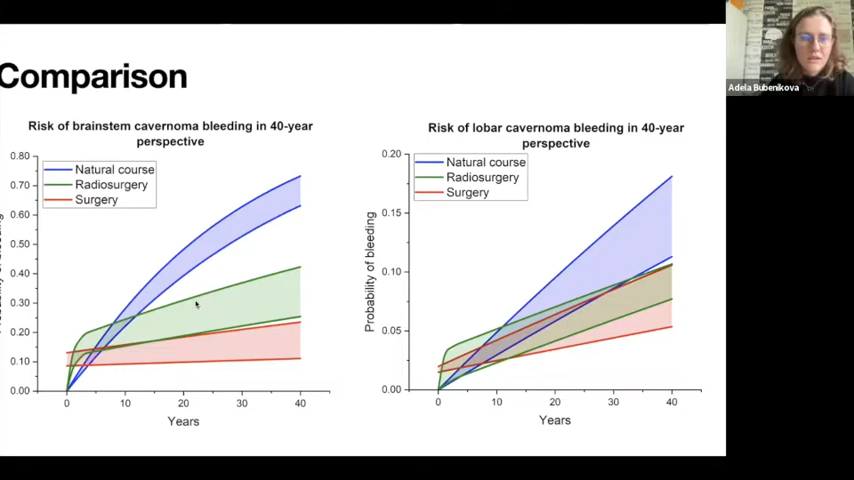 Comparison
Risk of brainstem cavernoma bleeding in 40-year
perspective
0.80
0.70
0.60
0.50
0.40
0.30
0.20
0.10
0.00
Natural course
Radiosurgery
Surgery
0
10
20
30
40
Years
Risk of lobar cavernoma bleeding in 40-year
perspective
Probability of bleeding
0.20
0.15
0.10
0.05
0.00
Natural course
Radiosurgery
Surgery
0
10
20
30
40
Years
Adela Bubenikova